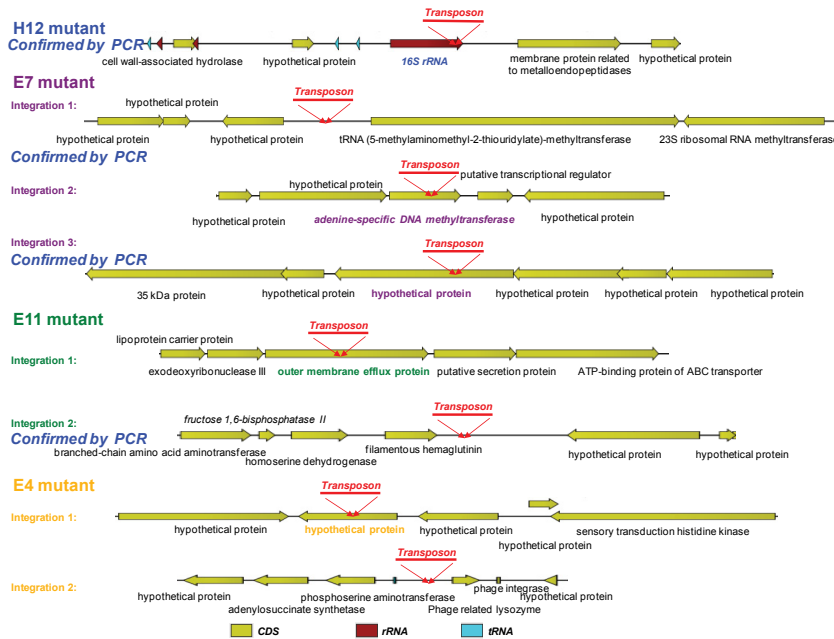 H12 mutant
Transposon
Confirmed by PCR
cell wall-associated hydrolase
hypothetical protein
16S rRNA
membrane protein related
to metalloendopeptidases
hypothetical protein
E7 mutant
hypothetical protein
Transposon
Integration 1:
hypothetical protein
hypothetical protein
tRNA (5-methylaminomethyl-2-thiouridylate)-methyltransferase
23S ribosomal RNA methyltransferase
Confirmed by PCR
Transposon
putative transcriptional regulator
hypothetical protein
Integration 2:
hypothetical protein
adenine-specific DNA methyltransferase
hypothetical protein
Integration 3:
Transposon
Confirmed by PCR
35 kDa protein
hypothetical protein
hypothetical protein
hypothetical protein
hypothetical protein
hypothetical protein
E11 mutant
Transposon
lipoprotein carrier protein
Integration 1:
exodeoxyribonuclease III
outer membrane efflux protein
putative secretion protein
ATP-binding protein of ABC transporter
fructose 1,6-bisphosphatase II
Transposon
Integration 2:
Confirmed by PCR
branched-chain amino acid aminotransferase
homoserine dehydrogenase
filamentous hemaglutinin
hypothetical protein
hypothetical protein
E4 mutant
Transposon
Integration 1:
hypothetical protein
hypothetical protein
hypothetical protein
hypothetical protein
sensory transduction histidine kinase
Transposon
Integration 2:
hypothetical protein
adenylosuccinate synthetase
phosphoserine aminotransferase
Phage related lysozyme
phage integrase
hypothetical protein
CDS
rRNA
tRNA